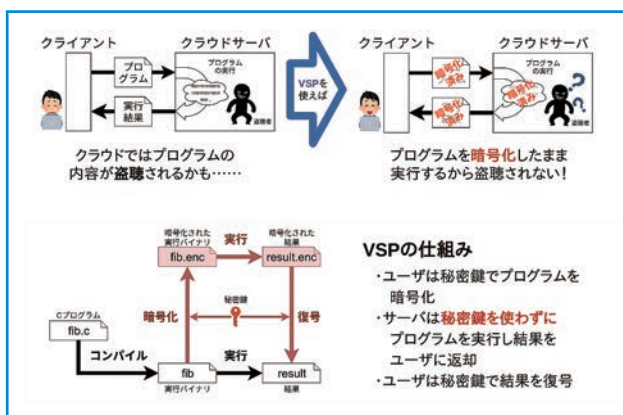 クライアント
クラウドサーバ
プロ
グラム
プログラム
の実行
実行
結果
盗聴者
クラウドではプログラムの
内容が盗聴されるかも……
VSPを
使えば
クライアント
クラウドサーバ
暗号化
済み
プログラム
の実行
暗号化
済み
暗号化
済み
盗聴者
プログラムを暗号化したまま
実行するから盗聴されない！
暗号化された
実行バイナリ
fib.enc
実行
暗号化された
結果
result.enc
暗号化
秘密鍵
復号
Cプログラム
fib.c
コンパイル
fib
実行バイナリ
実行
result
結果
VSPの仕組み
・ユーザは秘密鍵でプログラムを
暗号化
・サーバは秘密鍵を使わずに
プログラムを実行し結果を
ユーザに返却
・ユーザは秘密鍵で結果を復号